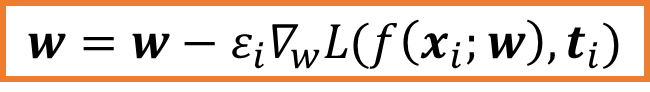 w = w − εᵢ∇_w L(f(xᵢ; w), tᵢ)